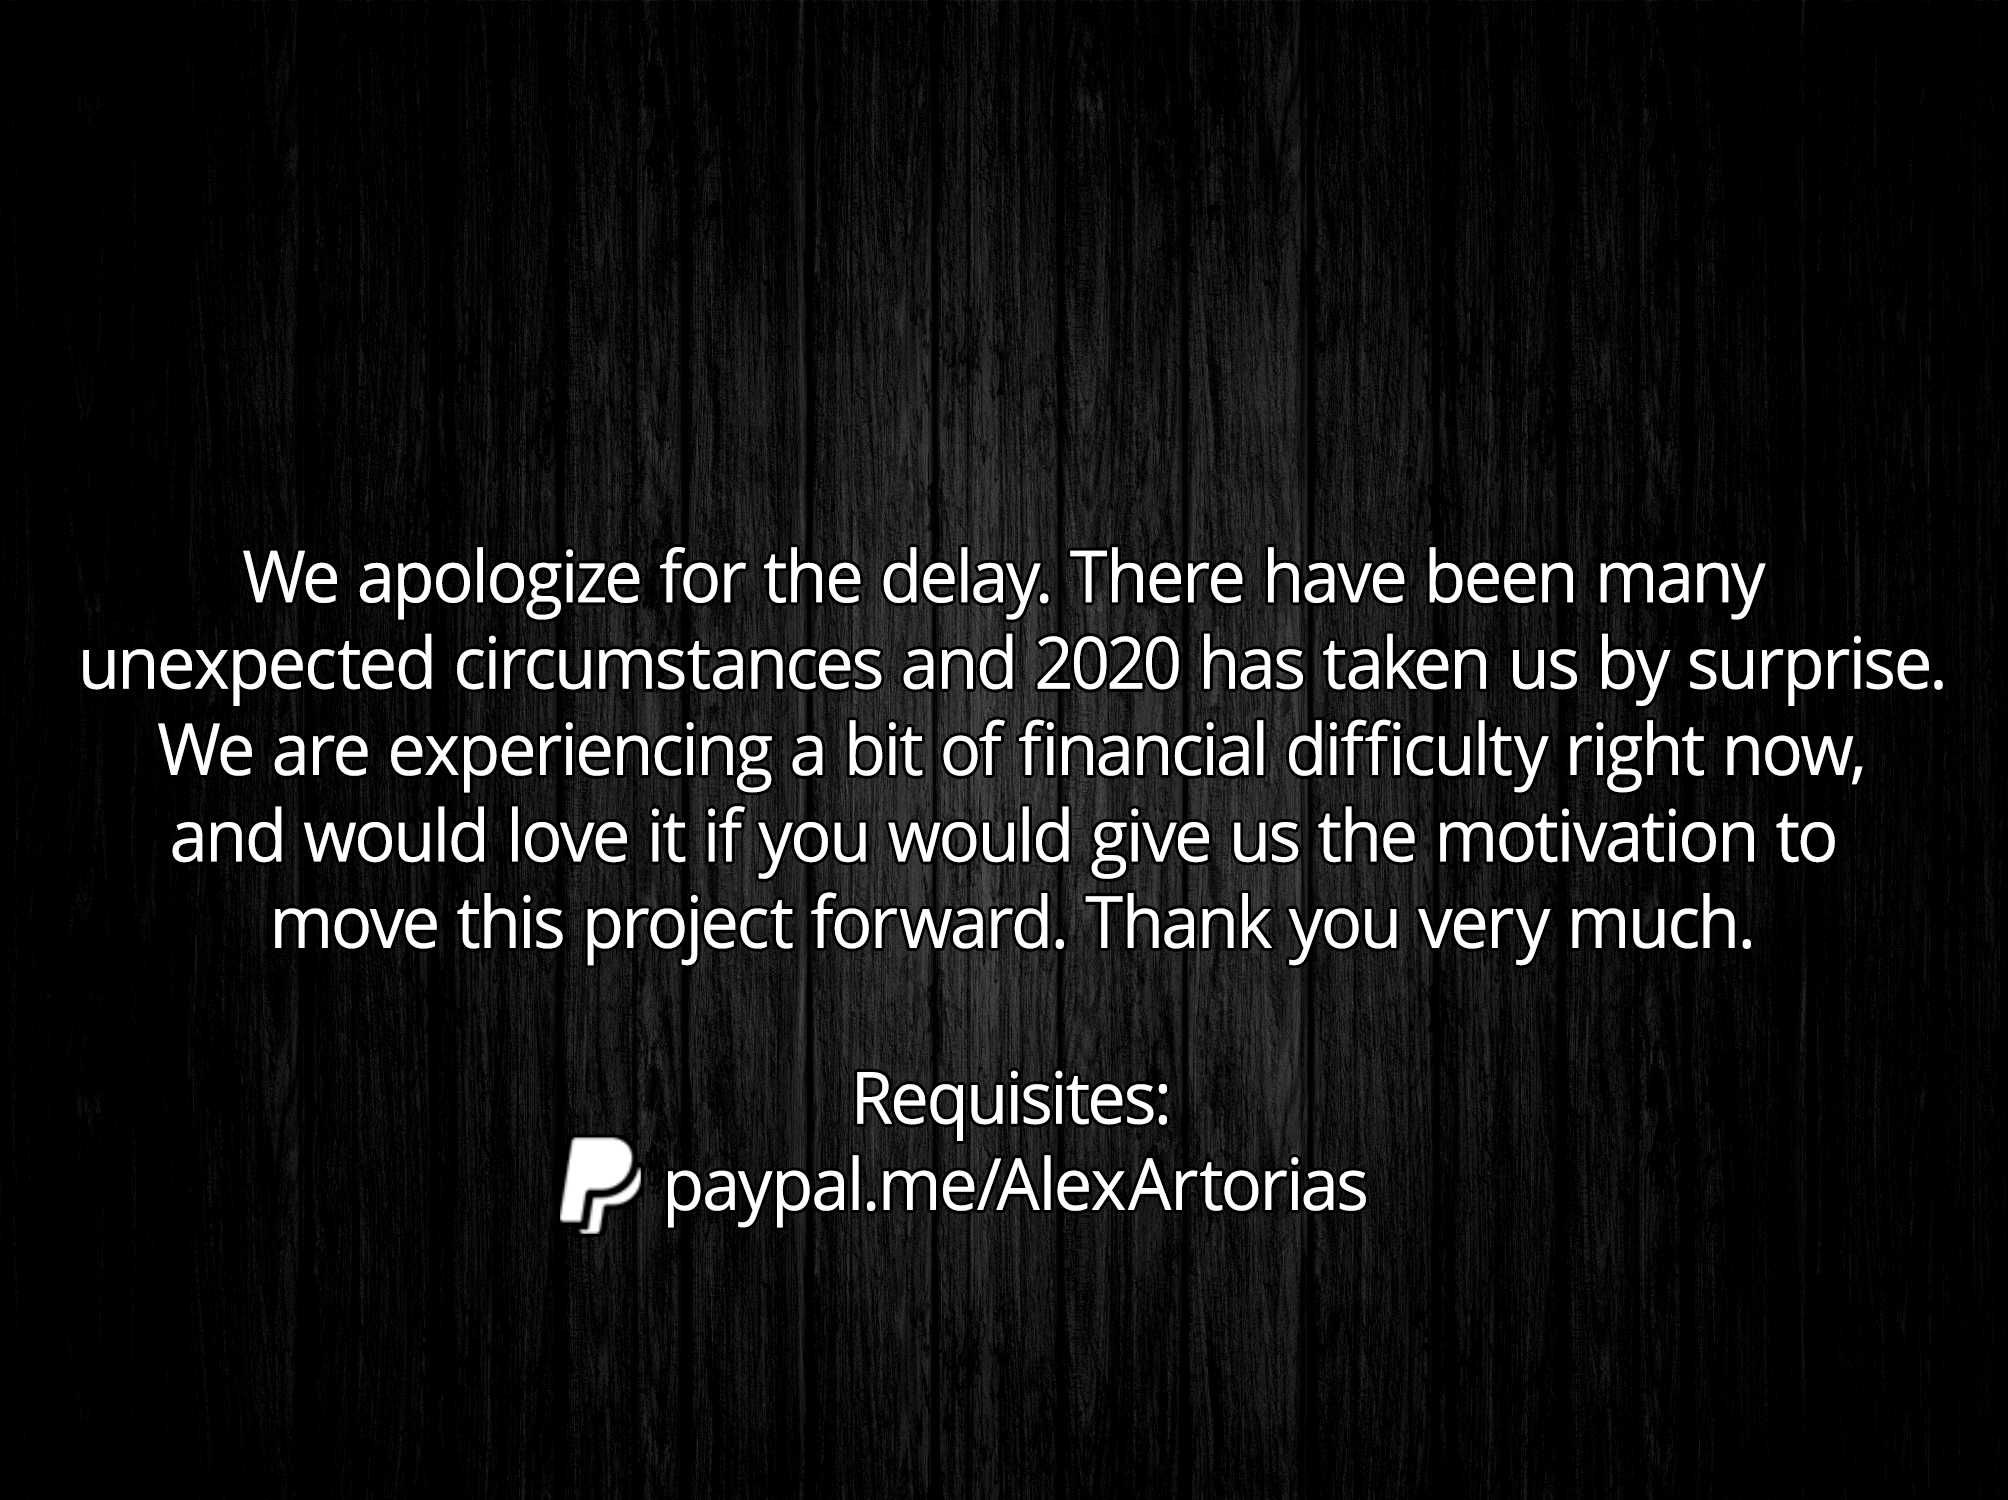 We apologize for the delay. There have been many
unexpected circumstances and 2020 has taken us by surprise.
We are experiencing a bit of financial difficulty right now,
and would love it if you would give us the motivation to
move this project forward. Thank you very much.
Requisites:
paypal.me/AlexArtorias